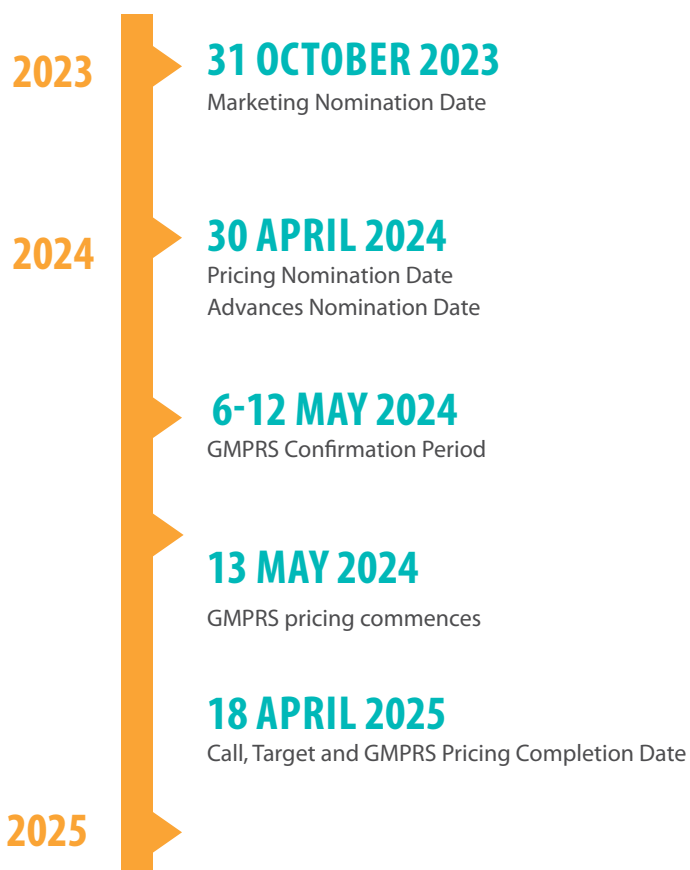 2023
31 OCTOBER 2023
Marketing Nomination Date
2024
30 APRIL 2024
Pricing Nomination Date
Advances Nomination Date
6-12 MAY 2024
GMPRS Confirmation Period
13 MAY 2024
GMPRS pricing commences
18 APRIL 2025
Call, Target and GMPRS Pricing Completion Date
2025